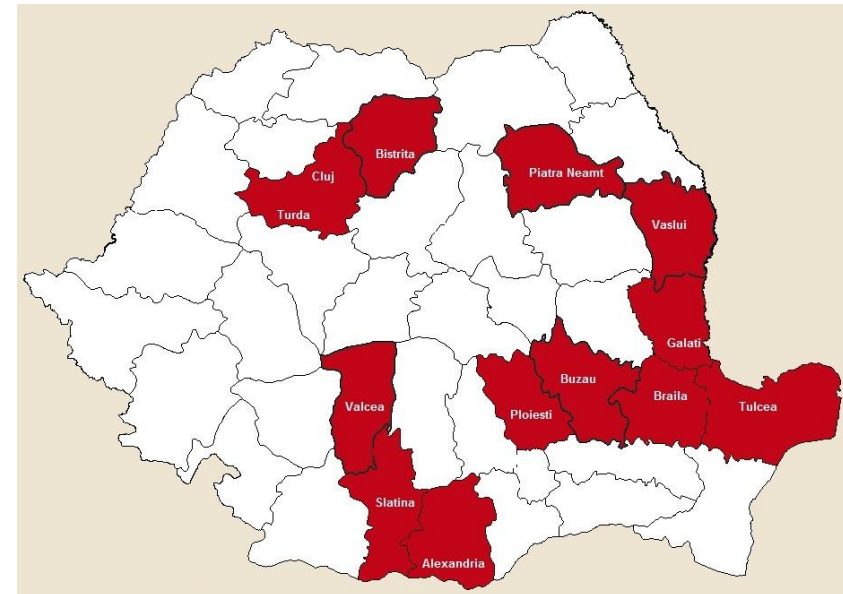 Bistrita
Cluj
Piatra Neamt
Turda
Vaslui
Galati
Buzau
Braila
Valcea
Ploiesti
Tulcea
Slatina
Alexandria